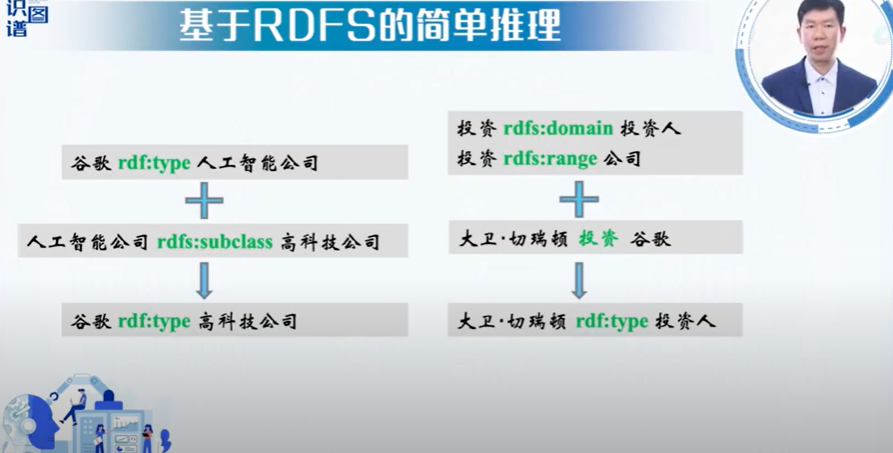 识图
谱
基于RDFS的简单推理
谷歌 rdf:type 人工智能公司
人工智能公司 rdfs:subclass 高科技公司
谷歌 rdf:type 高科技公司
投资 rdfs:domain 投资人
投资 rdfs:range 公司
大卫·切瑞顿 投资 谷歌
大卫·切瑞顿 rdf:type 投资人